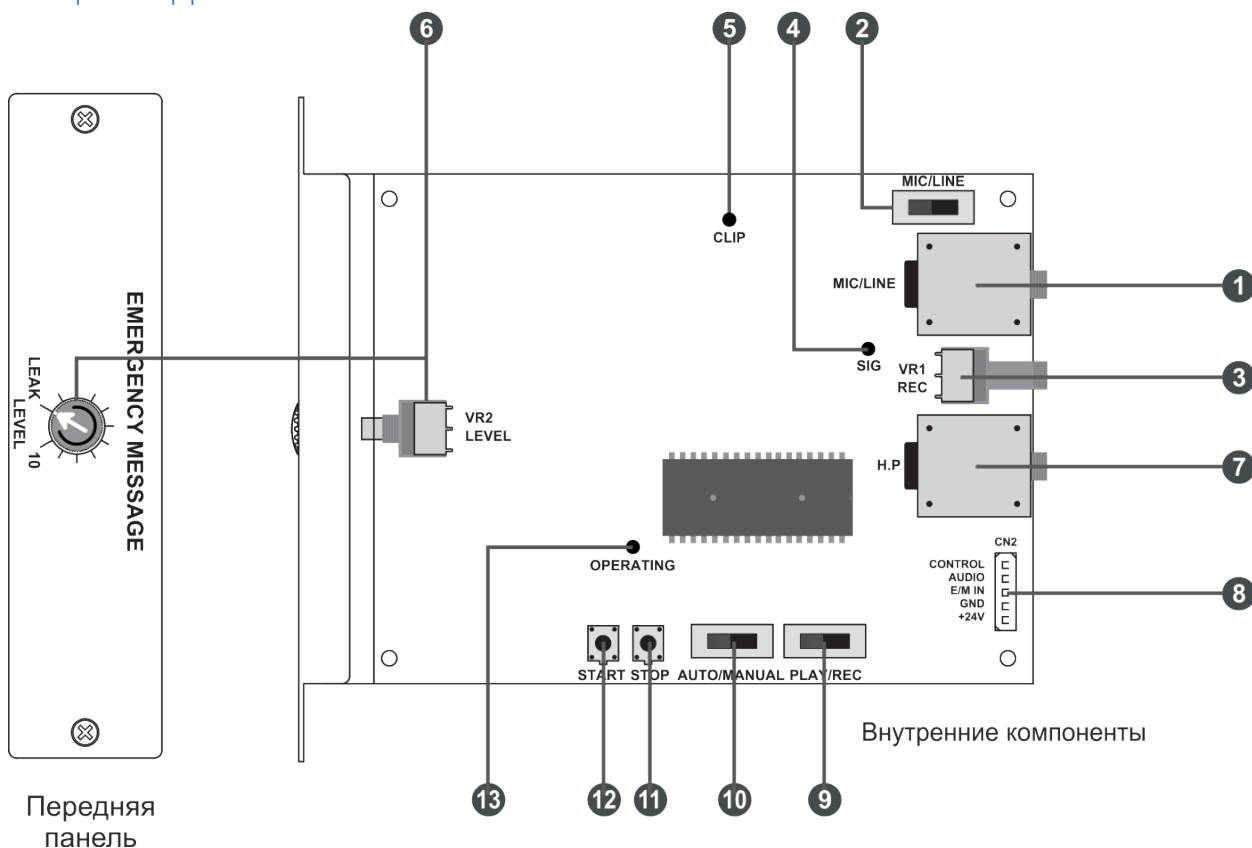 6
5
4
2
MIC/LINE
CLIP
MIC/LINE
1
EMERGENCY MESSAGE
LEAK
LEVEL
10
SIG
VR1
REC
3
VR2
LEVEL
H.P
7
CN2
OPERATING
CONTROL
AUDIO
E/M IN
GND
+24V
8
START STOP AUTO/MANUAL PLAY/REC
Внутренние компоненты
13
12
11
10
9
Передняя
панель